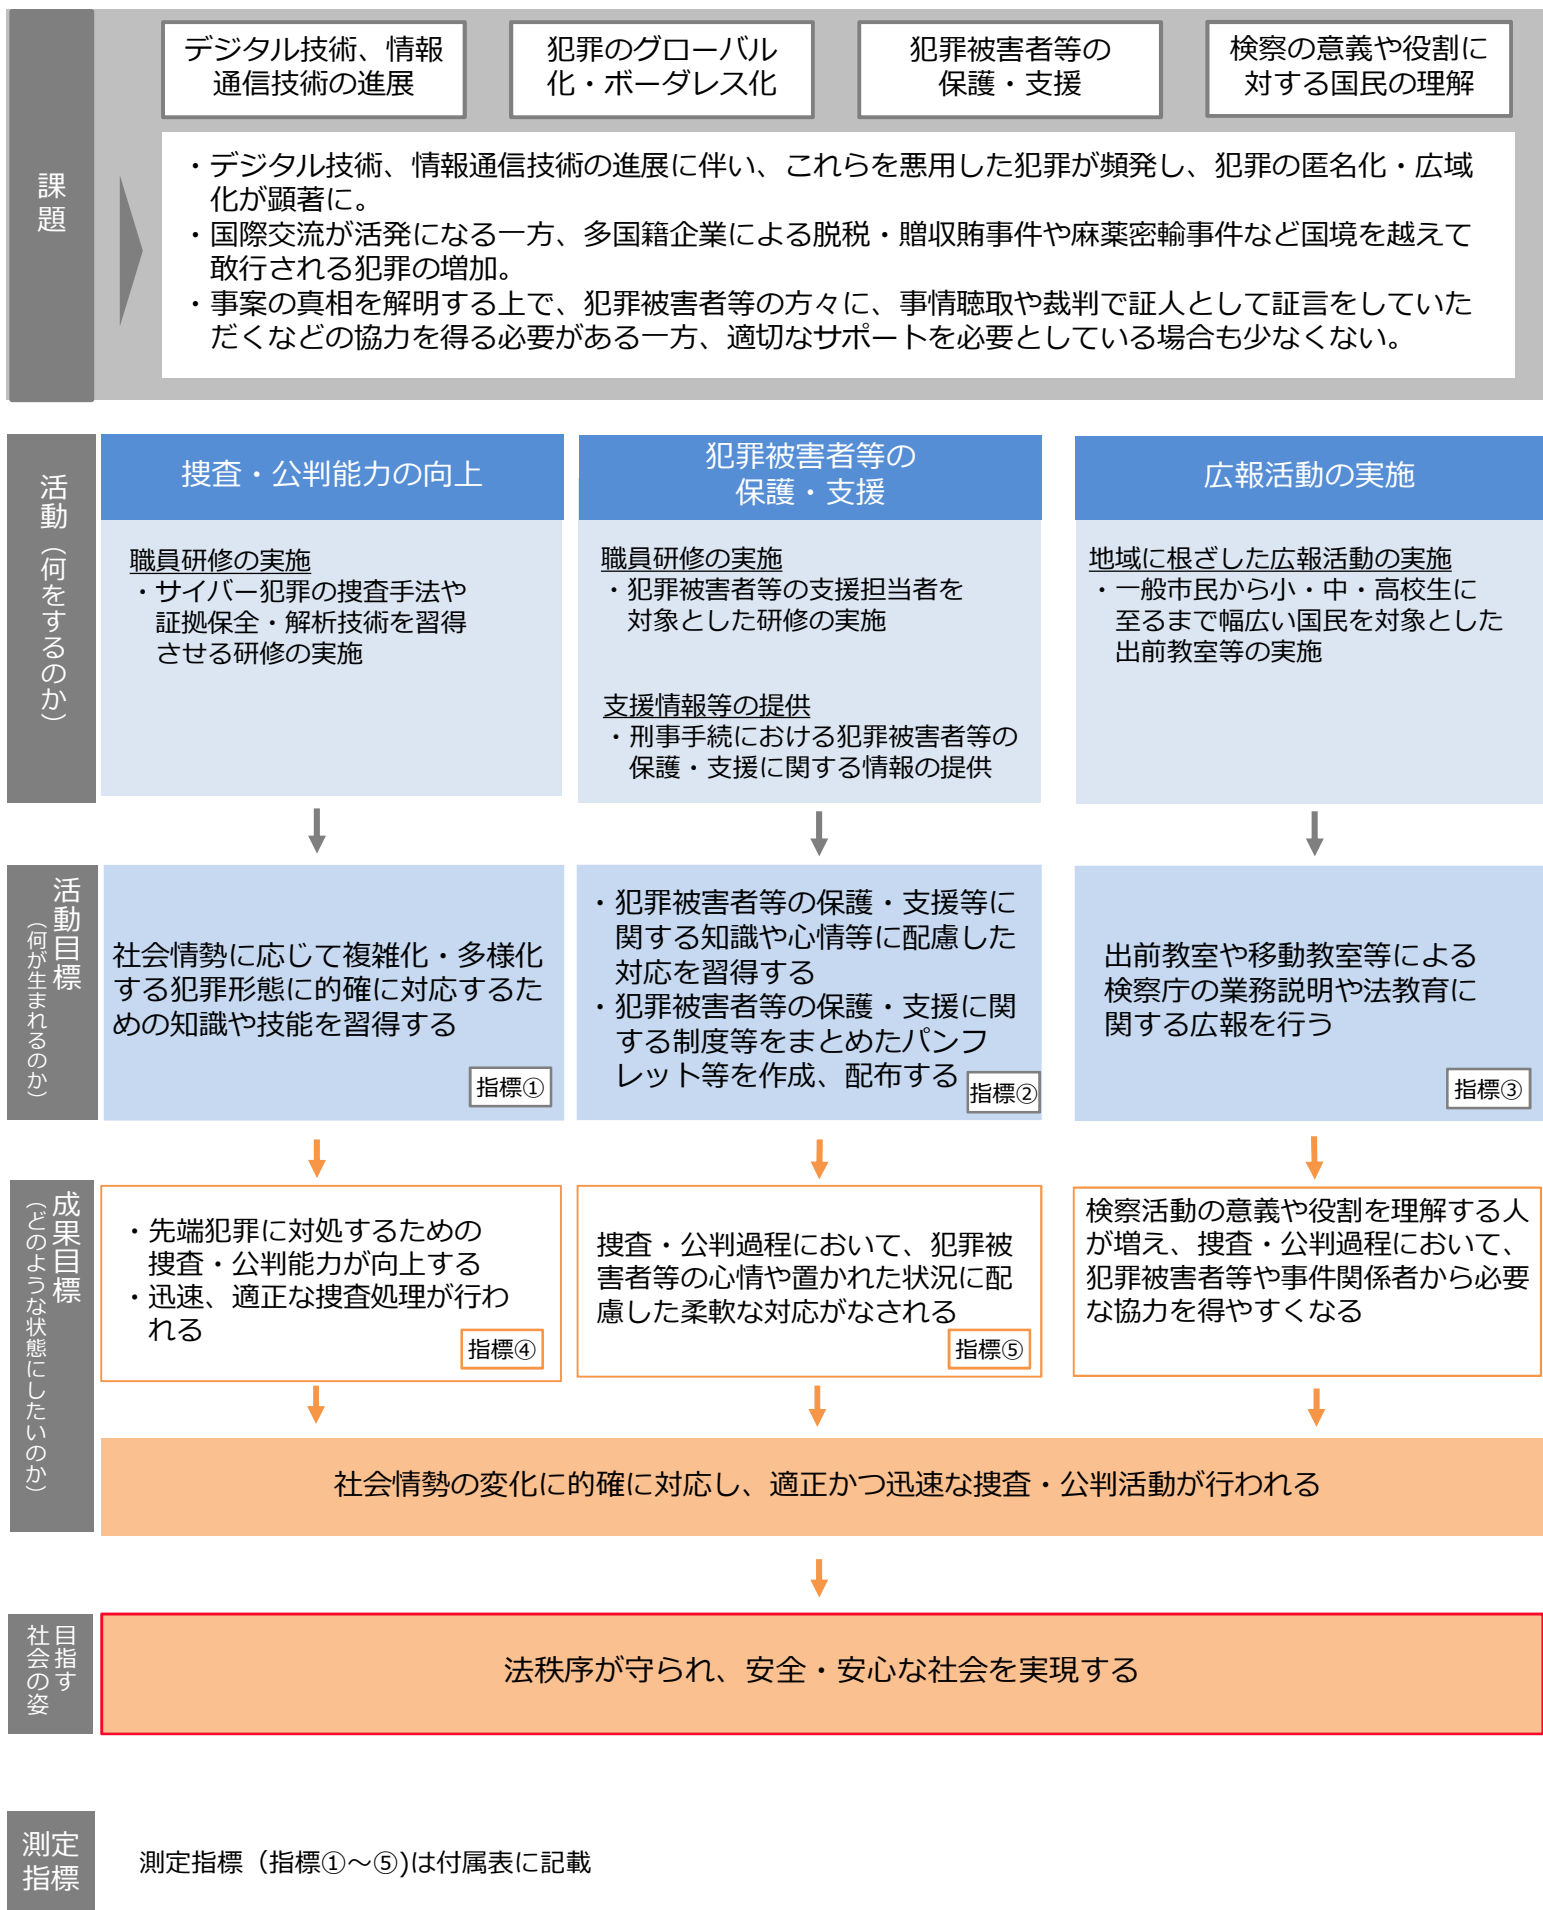 課題
デジタル技術、情報
通信技術の進展
犯罪のグローバル
化・ボーダレス化
犯罪被害者等の
保護・支援
検察の意義や役割に
対する国民の理解
・デジタル技術、情報通信技術の進展に伴い、これらを悪用した犯罪が頻発し、犯罪の匿名化・広域
化が顕著に。
・国際交流が活発になる一方、多国籍企業による脱税・贈収賄事件や麻薬密輸事件など国境を越えて
敢行される犯罪の増加。
・事案の真相を解明する上で、犯罪被害者等の方々に、事情聴取や裁判で証人として証言をしていた
だくなどの協力を得る必要がある一方、適切なサポートを必要としている場合も少なくない。
活動（何をするのか）
捜査・公判能力の向上
職員研修の実施
・サイバー犯罪の捜査手法や
証拠保全・解析技術を習得
させる研修の実施
犯罪被害者等の
保護・支援
職員研修の実施
・犯罪被害者等の支援担当者を
対象とした研修の実施
支援情報等の提供
・刑事手続における犯罪被害者等の
保護・支援に関する情報の提供
広報活動の実施
地域に根ざした広報活動の実施
・一般市民から小・中・高校生に
至るまで幅広い国民を対象とした
出前教室等の実施
活動目標
（何が生まれるのか）
社会情勢に応じて複雑化・多様化
する犯罪形態に的確に対応するた
めの知識や技能を習得する
指標①
・犯罪被害者等の保護・支援等に
関する知識や心情等に配慮した
対応を習得する
・犯罪被害者等の保護・支援に関
する制度等をまとめたパンフ
レット等を作成、配布する
指標②
出前教室や移動教室等による
検察庁の業務説明や法教育に
関する広報を行う
指標③
成果目標
（どのような状態にしたいのか）
・先端犯罪に対処するための
捜査・公判能力が向上する
・迅速、適正な捜査処理が行わ
れる
指標④
捜査・公判過程において、犯罪被
害者等の心情や置かれた状況に配
慮した柔軟な対応がなされる
指標⑤
検察活動の意義や役割を理解する人
が増え、捜査・公判過程において、
犯罪被害者等や事件関係者から必要
な協力を得やすくなる
社会情勢の変化に的確に対応し、適正かつ迅速な捜査・公判活動が行われる
目指す
社会の姿
法秩序が守られ、安全・安心な社会を実現する
測定
指標
測定指標（指標①～⑤)は付属表に記載